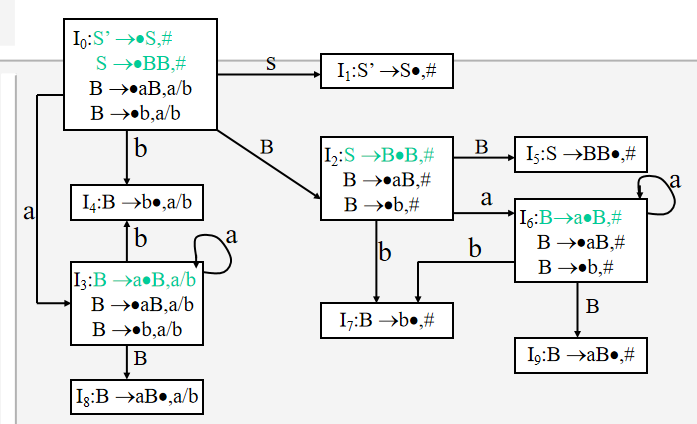 I₀:S’ →●S,#
S →●BB,#
B →●aB,a/b
B →●b,a/b
S
I₁:S’ →S●,#
b
B
I₂:S →B●B,#
B →●aB,#
B →●b,#
B
I₅:S →BB●,#
a
I₄:B →b●,a/b
a
I₆:B→a●B,#
B →●aB,#
B →●b,#
a
b
a
b
b
I₃:B →a●B,a/b
B →●aB,a/b
B →●b,a/b
I₇:B →b●,#
B
B
I₈:B →aB●,a/b
I₉:B →aB●,#